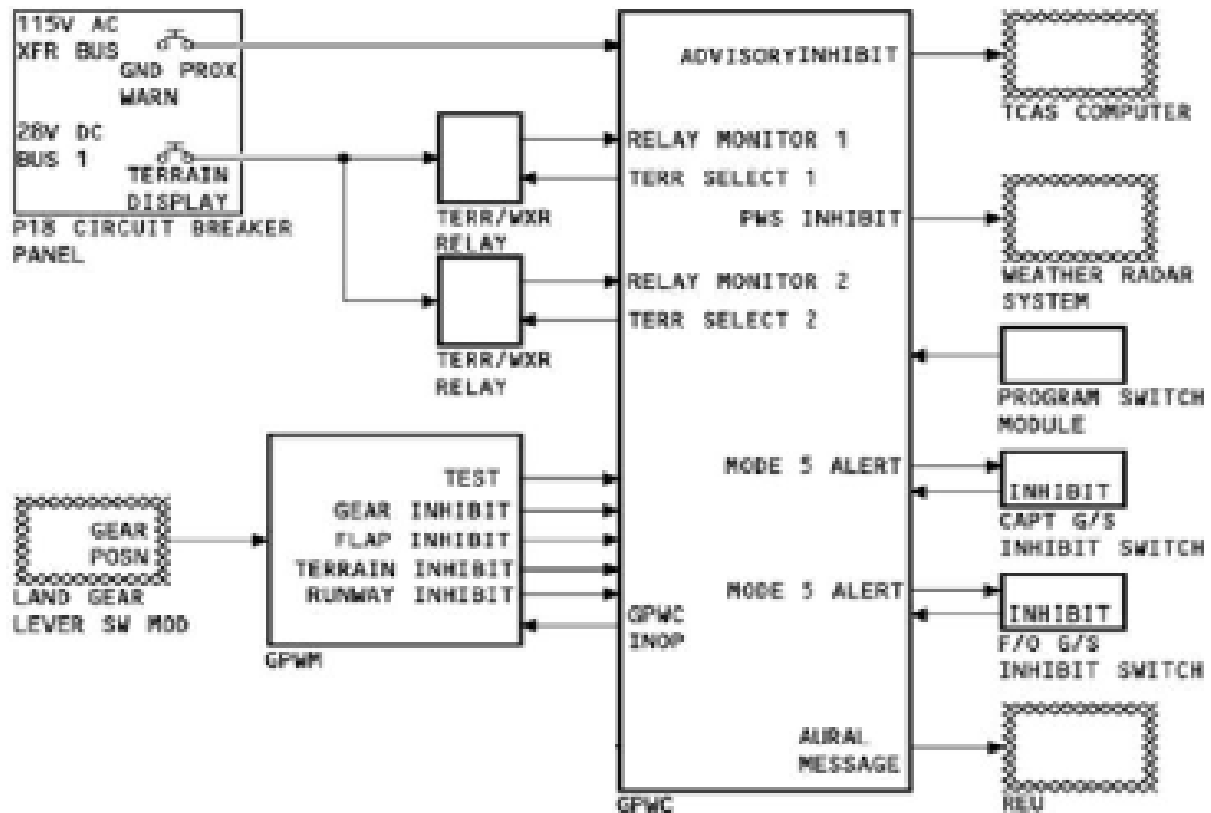 115V AC
XFR BUS
GND PROX
WARN
28V DC
BUS 1
TERRAIN
DISPLAY
P18 CIRCUIT BREAKER
PANEL
TERR/WXR
RELAY
TERR/WXR
RELAY
ADVISORY INHIBIT
RELAY MONITOR 1
TERR SELECT 1
PWS INHIBIT
RELAY MONITOR 2
TERR SELECT 2
MODE 5 ALERT
MODE 5 ALERT
GPWC
INOP
AURAL
MESSAGE
GPWC
TEST
GEAR INHIBIT
FLAP INHIBIT
TERRAIN INHIBIT
RUNWAY INHIBIT
GPWM
GEAR
POSN
LAND GEAR
LEVER SW MOD
TCAS COMPUTER
WEATHER RADAR
SYSTEM
PROGRAM SWITCH
MODULE
INHIBIT
CAPT G/S
INHIBIT SWITCH
INHIBIT
F/O G/S
INHIBIT SWITCH
REU